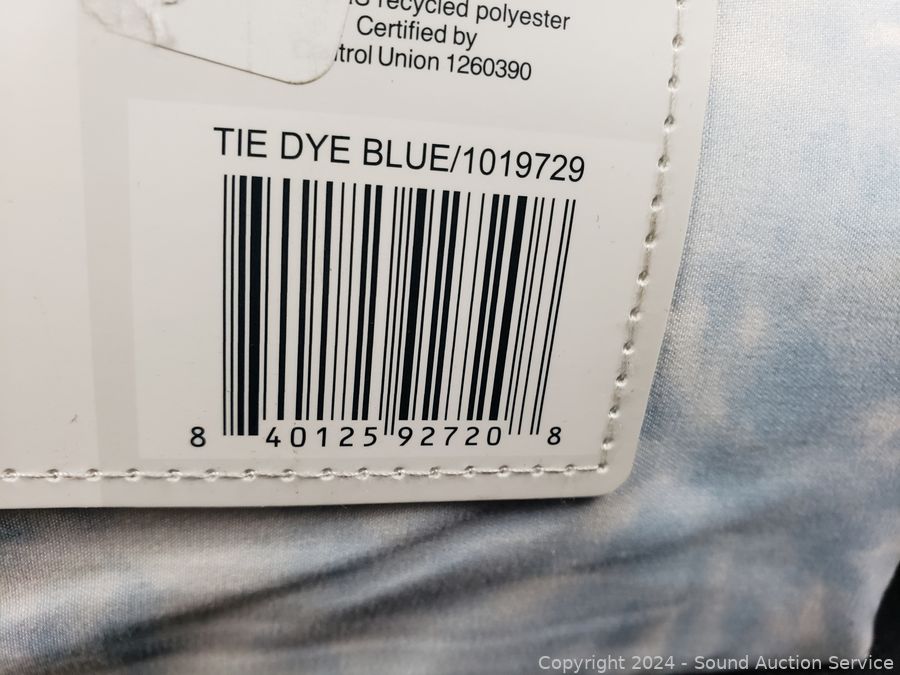 recycled polyester
Certified by
Union 1260390
TIE DYE BLUE/1019729
8 40125 92720 8
Copyright 2024 - Sound Auction Service